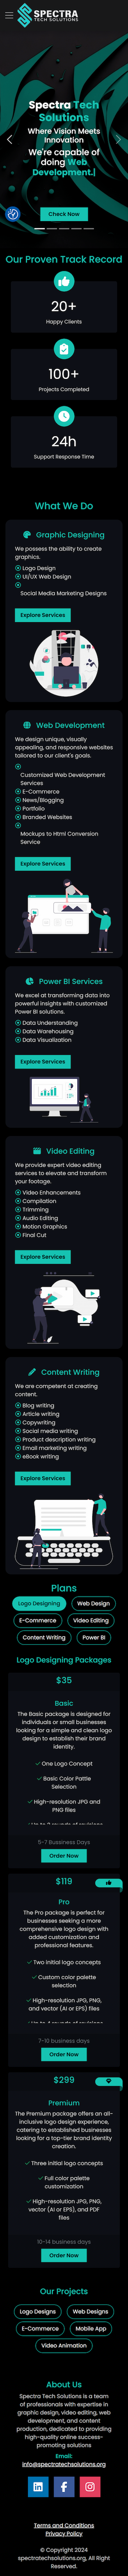 SPECTRA
TECH SOLUTIONS
Spectra Tech
Solutions
Where Vision Meets
Innovation
We're capable of
doing Web
Development.|
Check Now
Our Proven Track Record
20+
Happy Clients
100+
Projects Completed
24h
Support Response Time
What We Do
Graphic Designing
We possess the ability to create
graphics.
Logo Design
UI/UX Web Design
Social Media Marketing Designs
Explore Services
Web Development
We design unique, visually
appealing, and responsive websites
tailored to our client's goals.
Customized Web Development
Services
E-Commerce
News/Blogging
Portfolio
Branded Websites
Mockups to Html Conversion
Service
Explore Services
Power BI Services
We excel at transforming data into
powerful insights with customized
Power BI solutions.
Data Understanding
Data Warehousing
Data Visualization
Explore Services
Video Editing
We provide expert video editing
services to elevate and transform
your footage.
Video Enhancements
Compilation
Trimming
Audio Editing
Motion Graphics
Final Cut
Explore Services
Content Writing
We are competent at creating
content.
Blog writing
Article writing
Copywriting
Social media writing
Product description writing
Email marketing writing
eBook writing
Explore Services
Plans
Logo Designing
Web Design
E-Commerce
Video Editing
Content Writing
Power BI
Logo Designing Packages
$35
Basic
The Basic package is designed for
individuals or small businesses
looking for a simple and clean logo
design to establish their brand
identity.
One Logo Concept
Basic Color Pattle
Selection
High-resolution JPG and
PNG files
5-7 Bussiness Days
Order Now
$119
Pro
The Pro package is perfect for
businesses seeking a more
comprehensive logo design with
added customization and
professional features.
Two initial logo concepts
Custom color palette
selection
High-resolution JPG, PNG,
and vector (AI or EPS) files
7-10 business days
Order Now
$299
Premium
The Premium package offers an all-
inclusive logo design experience,
catering to established businesses
looking for a top-tier brand identity
creation.
Three initial logo concepts
Full color palette
customization
High-resolution JPG, PNG,
vector (AI or EPS), and PDF
files
10-14 business days
Order Now
Our Projects
Logo Designs
Web Designs
E-Commerce
Mobile App
Video Animation
About Us
Spectra Tech Solutions is a team
of professionals with expertise in
graphic design, video editing, web
development, and content
production, dedicated to providing
high-quality online success-
promoting solutions
Email:
info@spectratechsolutions.org
Terms and Conditions
Privacy Policy
© Copyright 2024
spectratechsolutions.org, All Right
Reserved.